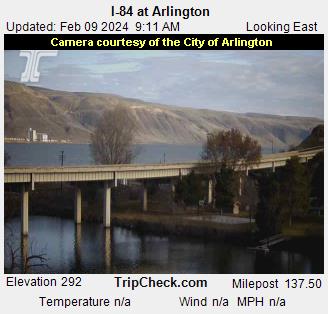 I-84 at Arlington
Updated: Feb 09 2024 9:11 AM Looking East
Camera courtesy of the City of Arlington
Elevation 292 TripCheck.com Milepost 137.50
Temperature n/a Wind n/a MPH n/a